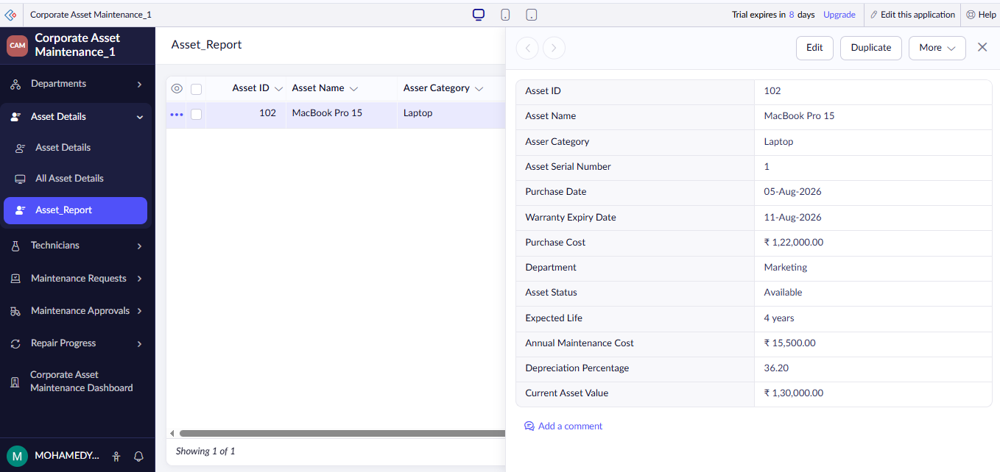 Corporate Asset Maintenance_1
Trial expires in 8 days Upgrade
Edit this application
Help
CAM
Corporate Asset
Maintenance_1
Departments
Asset Details
Asset Details
All Asset Details
Asset_Report
Technicians
Maintenance Requests
Maintenance Approvals
Repair Progress
Corporate Asset
Maintenance Dashboard
M MOHAMEDY...
Asset_Report
Asset ID Asset Name Asser Category
102 MacBook Pro 15 Laptop
Showing 1 of 1
Edit Duplicate More
Asset ID 102
Asset Name MacBook Pro 15
Asser Category Laptop
Asset Serial Number 1
Purchase Date 05-Aug-2026
Warranty Expiry Date 11-Aug-2026
Purchase Cost ₹ 1,22,000.00
Department Marketing
Asset Status Available
Expected Life 4 years
Annual Maintenance Cost ₹ 15,500.00
Depreciation Percentage 36.20
Current Asset Value ₹ 1,30,000.00
Add a comment